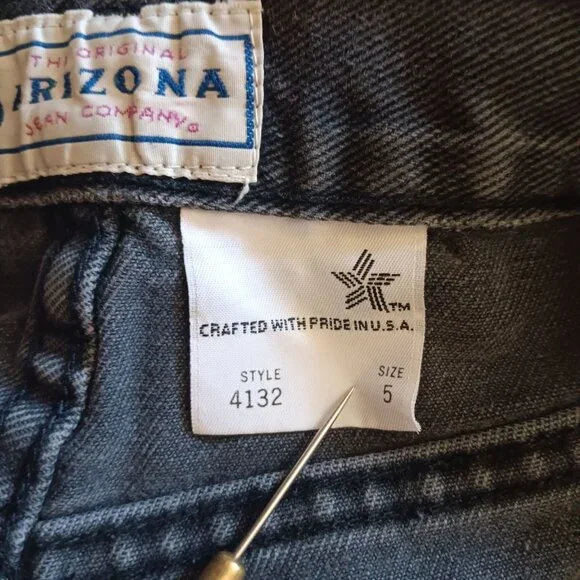 THE ORIGINAL
ARIZONA
JEAN COMPANY®
TM
CRAFTED WITH PRIDE IN U.S.A.
STYLE SIZE
4132 5